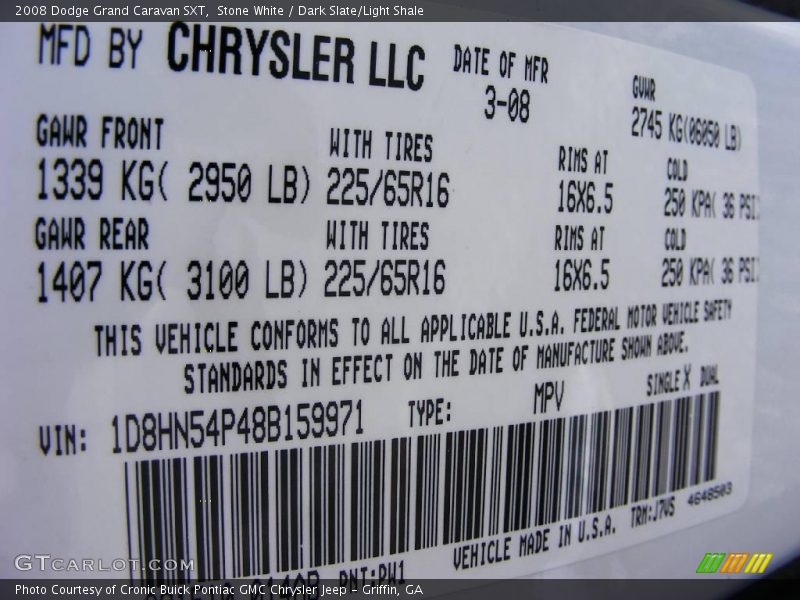 2008 Dodge Grand Caravan SXT, Stone White / Dark Slate/Light Shale
MFD BY CHRYSLER LLC DATE OF MFR GVWR
3-08 2745 KG(06050 LB)
GAWR FRONT WITH TIRES RIMS AT COLD
1339 KG( 2950 LB) 225/65R16 16X6.5 250 KPA( 36 PSI)
GAWR REAR WITH TIRES RIMS AT COLD
1407 KG( 3100 LB) 225/65R16 16X6.5 250 KPA( 36 PSI)
THIS VEHICLE CONFORMS TO ALL APPLICABLE U.S.A. FEDERAL MOTOR VEHICLE SAFETY
STANDARDS IN EFFECT ON THE DATE OF MANUFACTURE SHOWN ABOVE.
VIN: 1D8HN54P48B159971 TYPE: MPV SINGLE X DUAL
VEHICLE MADE IN U.S.A. TRM:J7VS 4648503
PNT:PW1
GTCARLOT.COM
Photo Courtesy of Cronic Buick Pontiac GMC Chrysler Jeep - Griffin, GA